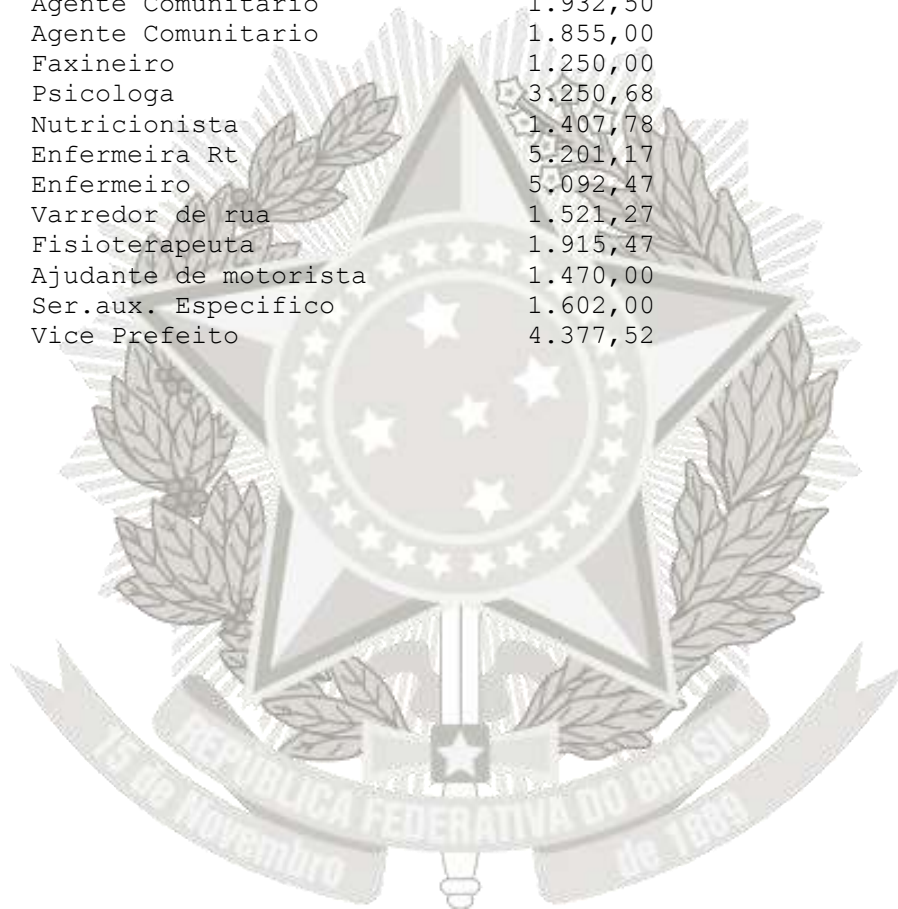 Agente Comunitario 1.932,50
Agente Comunitario 1.855,00
Faxineiro 1.250,00
Psicologa 3.250,68
Nutricionista 1.407,78
Enfermeira Rt 5.201,17
Enfermeiro 5.092,47
Varredor de rua 1.521,27
Fisioterapeuta 1.915,47
Ajudante de motorista 1.470,00
Ser.aux. Especifico 1.602,00
Vice Prefeito 4.377,52
REPÚBLICA FEDERATIVA DO BRASIL
15 de Novembro de 1889